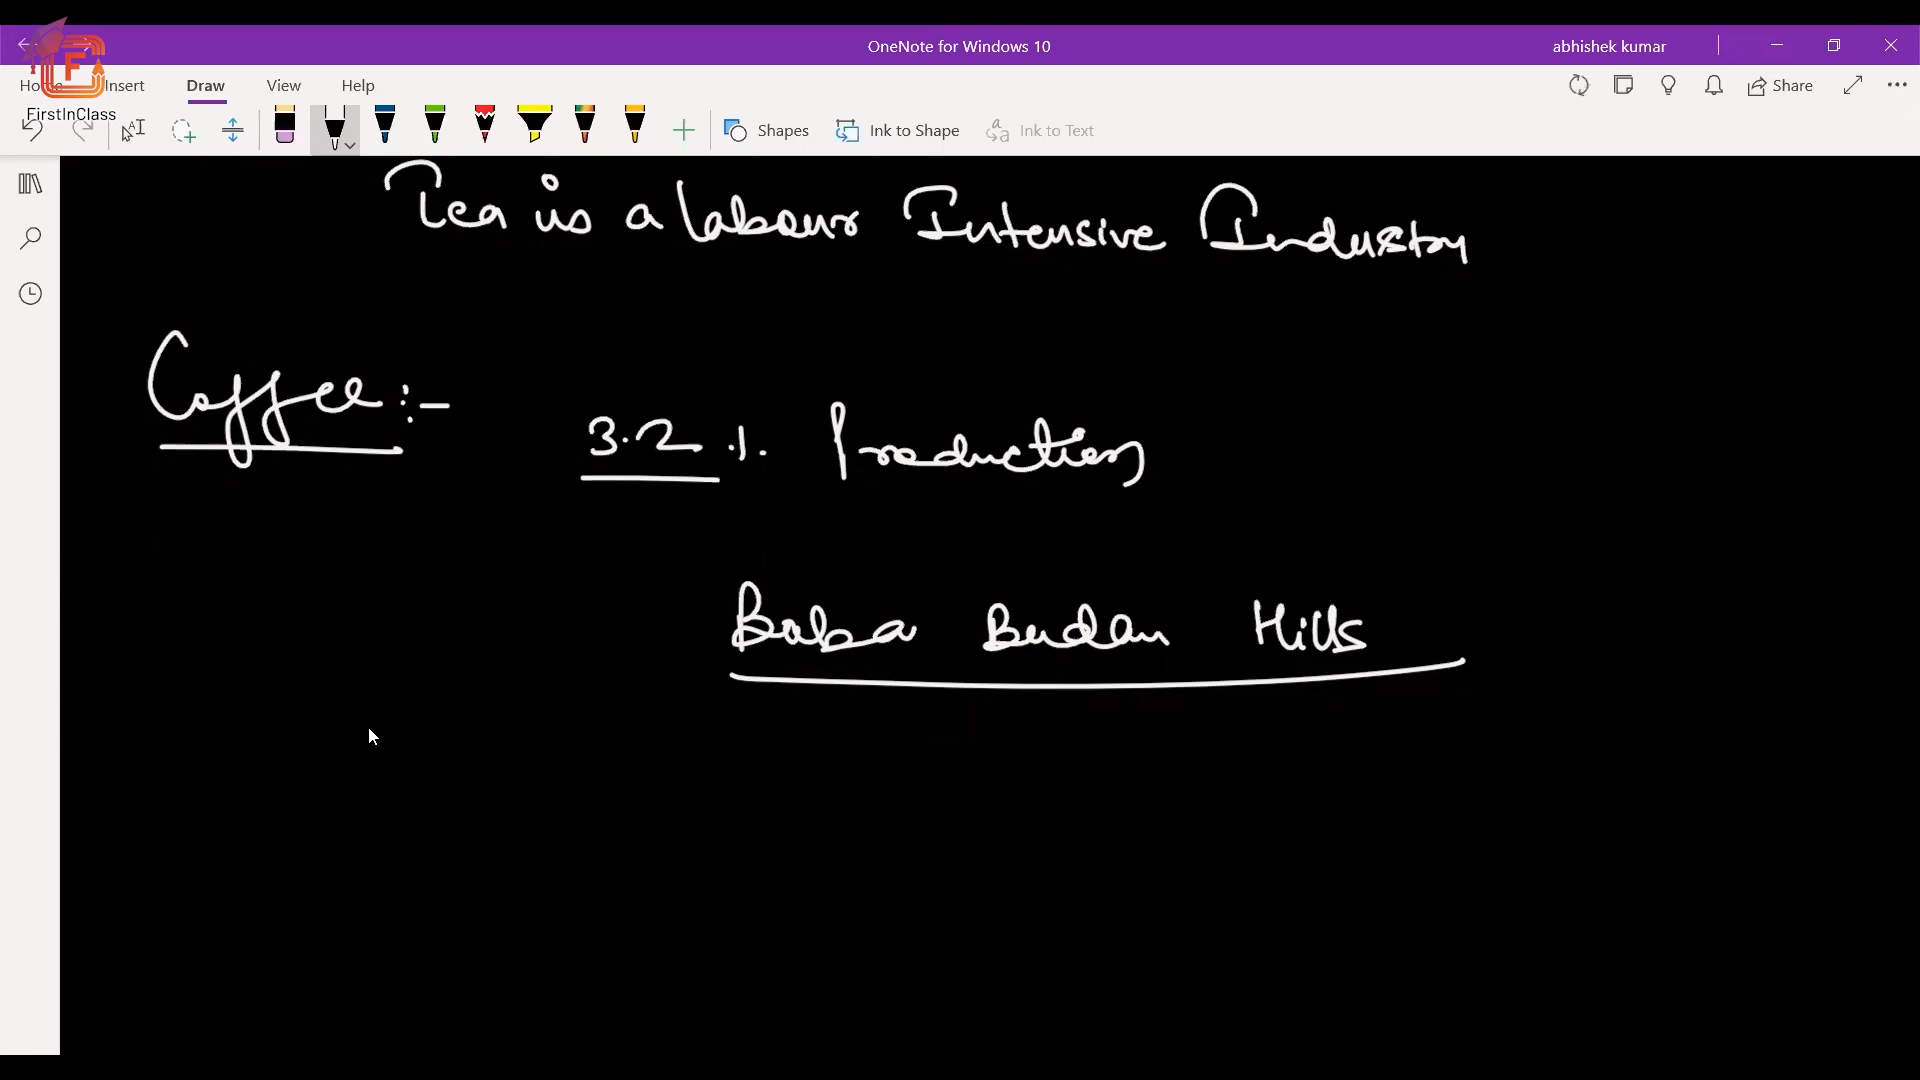 OneNote for Windows 10
abhishek kumar
Insert Draw View Help
Share
FirstInClass
Shapes Ink to Shape Ink to Text
Tea is a labour Intensive Industry
Coffee :-
3.2 % Production
Baba Budan Hills